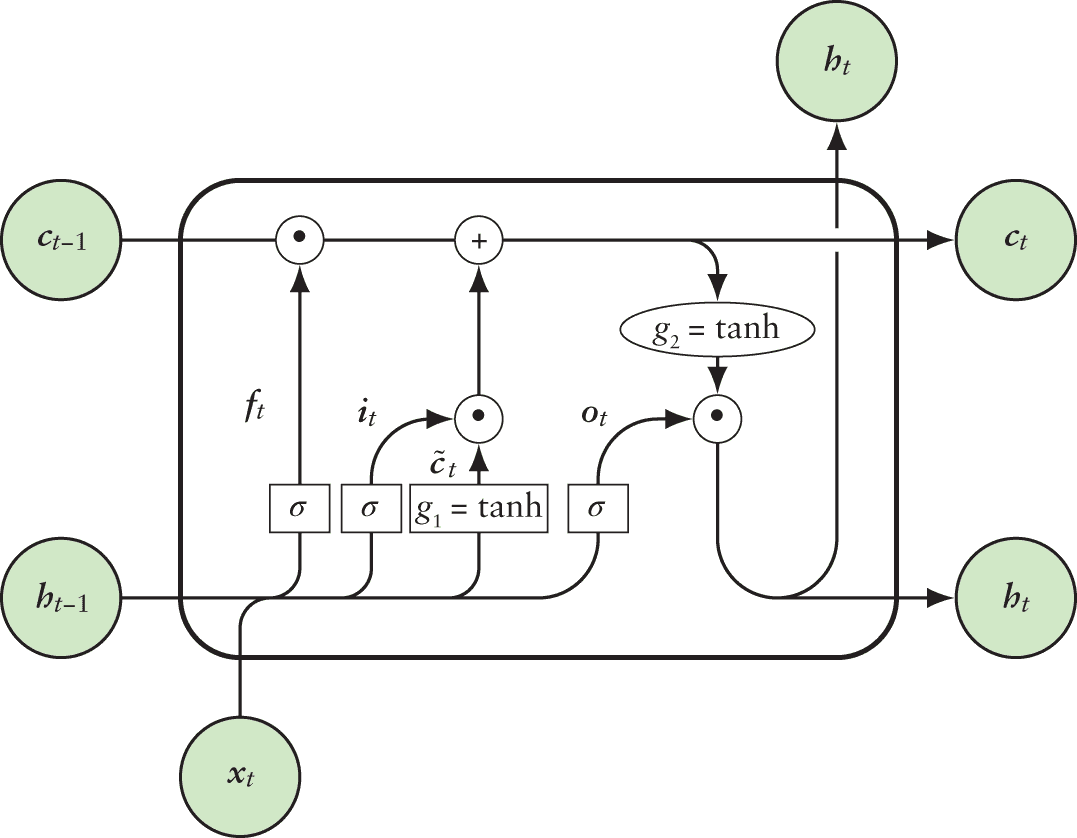 h_t
c_{t−1}
c_t
+
g_2 = tanh
f_t
i_t
o_t
c̃_t
σ
σ
g_1 = tanh
σ
h_{t−1}
h_t
x_t